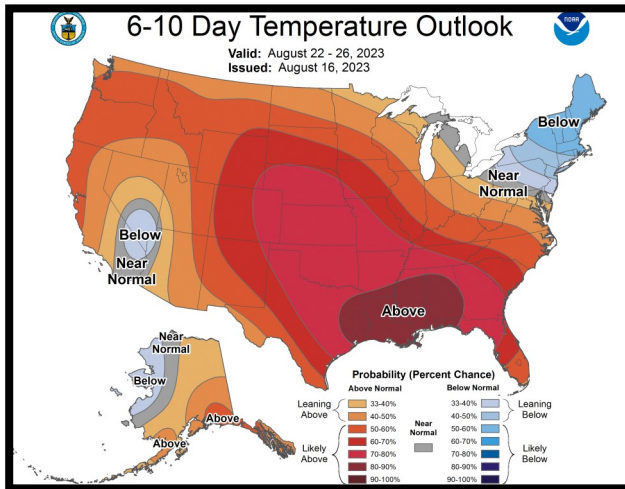 6-10 Day Temperature Outlook
NOAA
Valid: August 22 - 26, 2023
Issued: August 16, 2023
Below
Near
Normal
Below
Near
Normal
Above
Near
Normal
Below
Above
Above
Probability (Percent Chance)
Above Normal
Below Normal
Leaning
Above
33-40%
40-50%
Likely
Above
50-60%
60-70%
70-80%
80-90%
90-100%
Near
Normal
33-40%
40-50%
Leaning
Below
50-60%
60-70%
70-80%
80-90%
90-100%
Likely
Below